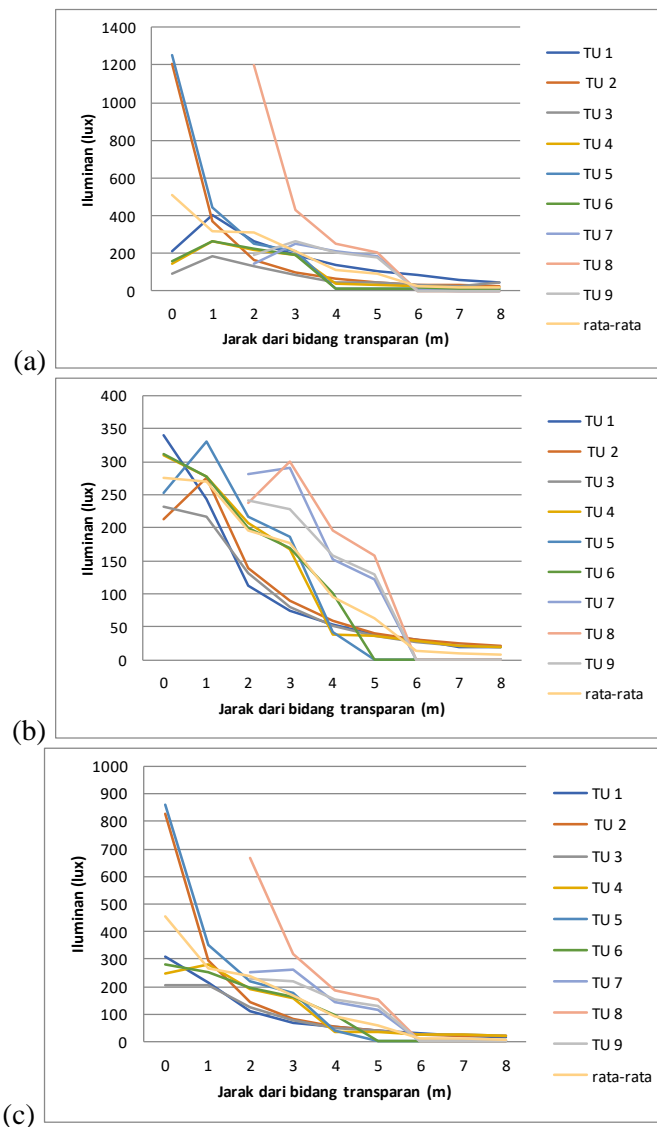 1400
1200
1000
800
600
400
200
0
Iluminan (lux)
0 1 2 3 4 5 6 7 8
Jarak dari bidang transparan (m)
TU 1
TU 2
TU 3
TU 4
TU 5
TU 6
TU 7
TU 8
TU 9
rata-rata
(a)
400
350
300
250
200
150
100
50
0
Iluminan (lux)
0 1 2 3 4 5 6 7 8
Jarak dari bidang transparan (m)
TU 1
TU 2
TU 3
TU 4
TU 5
TU 6
TU 7
TU 8
TU 9
rata-rata
(b)
1000
900
800
700
600
500
400
300
200
100
0
Iluminan (lux)
0 1 2 3 4 5 6 7 8
Jarak dari bidang transparan (m)
TU 1
TU 2
TU 3
TU 4
TU 5
TU 6
TU 7
TU 8
TU 9
rata-rata
(c)